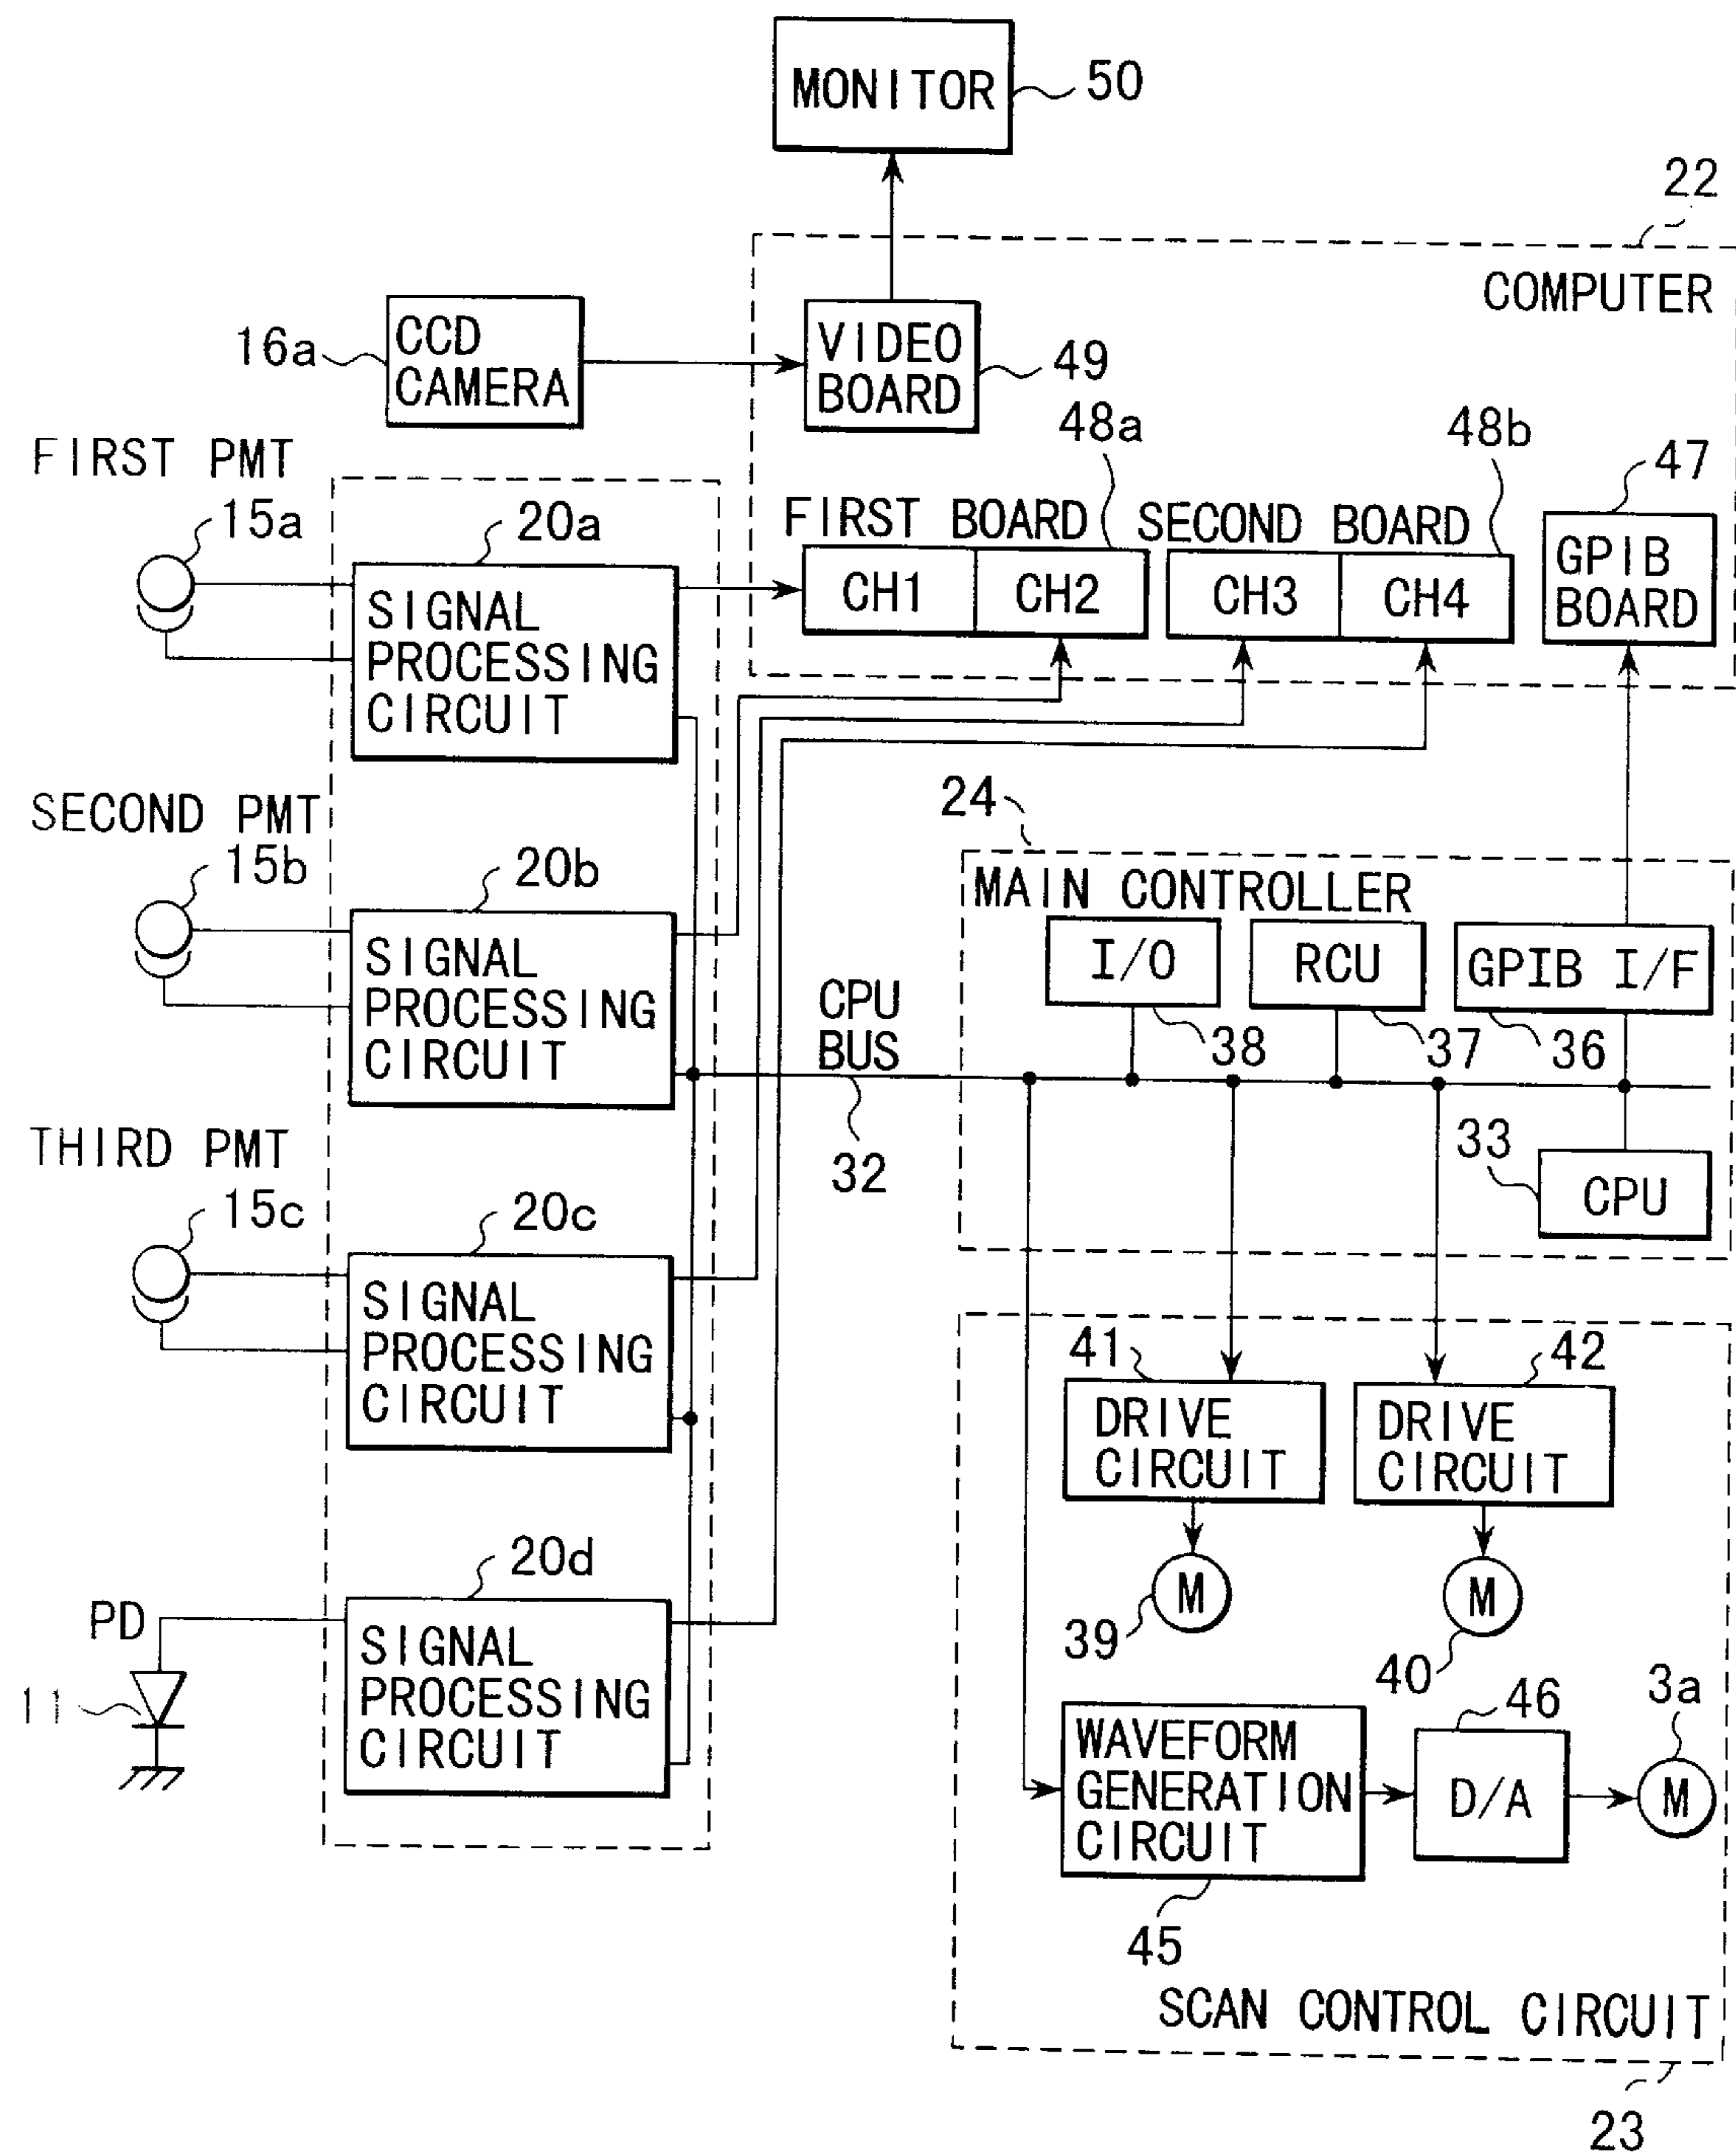 MONITOR
50
22
COMPUTER
CCD
CAMERA
16a
VIDEO
BOARD
49
48a
48b
47
FIRST PMT
15a
20a
FIRST BOARD
SECOND BOARD
CH1
CH2
CH3
CH4
GPIB
BOARD
SIGNAL
PROCESSING
CIRCUIT
24
SECOND PMT
15b
20b
MAIN CONTROLLER
I/O
RCU
GPIB I/F
SIGNAL
PROCESSING
CIRCUIT
CPU
BUS
38
37
36
THIRD PMT
15c
20c
32
33
CPU
SIGNAL
PROCESSING
CIRCUIT
41
42
DRIVE
CIRCUIT
DRIVE
CIRCUIT
20d
M
39
M
40
PD
11
SIGNAL
PROCESSING
CIRCUIT
WAVEFORM
GENERATION
CIRCUIT
45
46
D/A
3a
M
SCAN CONTROL CIRCUIT
23